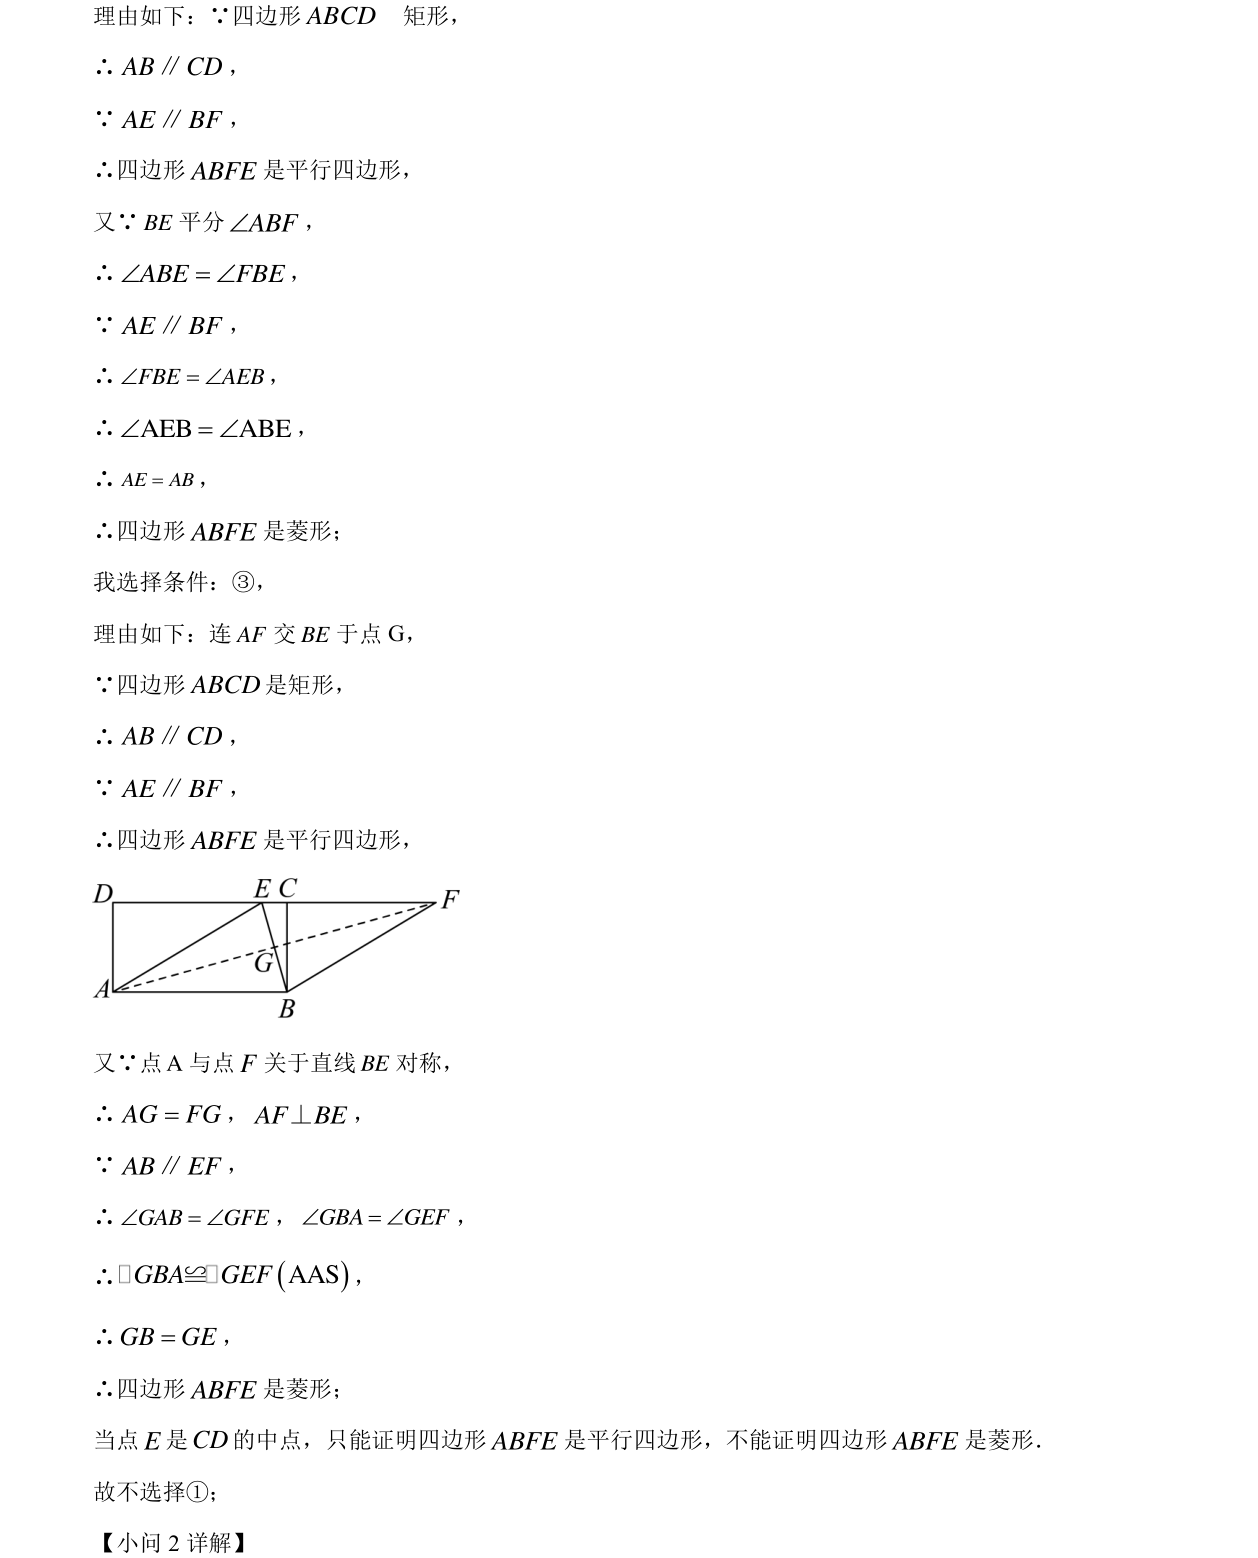 理由如下：∵四边形ABCD 矩形，
∴AB∥CD，
∵AE∥BF，
∴四边形ABFE是平行四边形，
又∵BE平分∠ABF，
∴∠ABE=∠FBE，
∵AE∥BF，
∴∠FBE=∠AEB，
∴∠AEB=∠ABE，
∴AE=AB，
∴四边形ABFE是菱形；
我选择条件：③，
理由如下：连AF交BE于点G，
∵四边形ABCD是矩形，
∴AB∥CD，
∵AE∥BF，
∴四边形ABFE是平行四边形，
D E C F
G
A B
又∵点A与点F关于直线BE对称，
∴AG=FG，AF⊥BE，
∵AB∥EF，
∴∠GAB=∠GFE，∠GBA=∠GEF，
∴□GBA≌□GEF(AAS)，
∴GB=GE，
∴四边形ABFE是菱形；
当点E是CD的中点，只能证明四边形ABFE是平行四边形，不能证明四边形ABFE是菱形．
故不选择①；
【小问2详解】